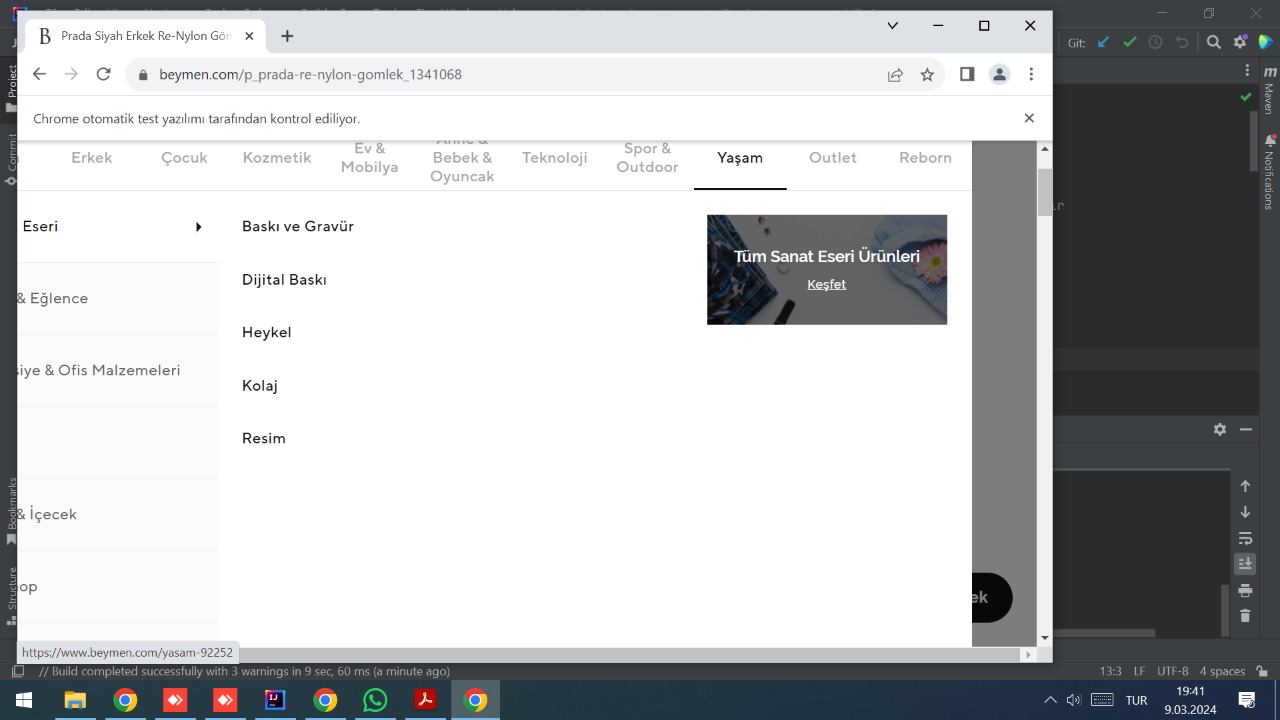 Prada Siyah Erkek Re-Nylon Gön
Git:
beymen.com/p_prada-re-nylon-gomlek_1341068
Chrome otomatik test yazılımı tarafından kontrol ediliyor.
Project
Commit
Bookmarks
Structure
Maven
Notifications
Erkek
Çocuk
Kozmetik
Ev &
Mobilya
Anne &
Bebek &
Oyuncak
Teknoloji
Spor &
Outdoor
Yaşam
Outlet
Reborn
Eseri
& Eğlence
siye & Ofis Malzemeleri
& İçecek
op
Baskı ve Gravür
Dijital Baskı
Heykel
Kolaj
Resim
Tüm Sanat Eseri Ürünleri
Keşfet
ek
https://www.beymen.com/yasam-92252
// Build completed successfully with 3 warnings in 9 sec, 60 ms (a minute ago)
13:3 LF UTF-8 4 spaces
TUR
19:41
9.03.2024